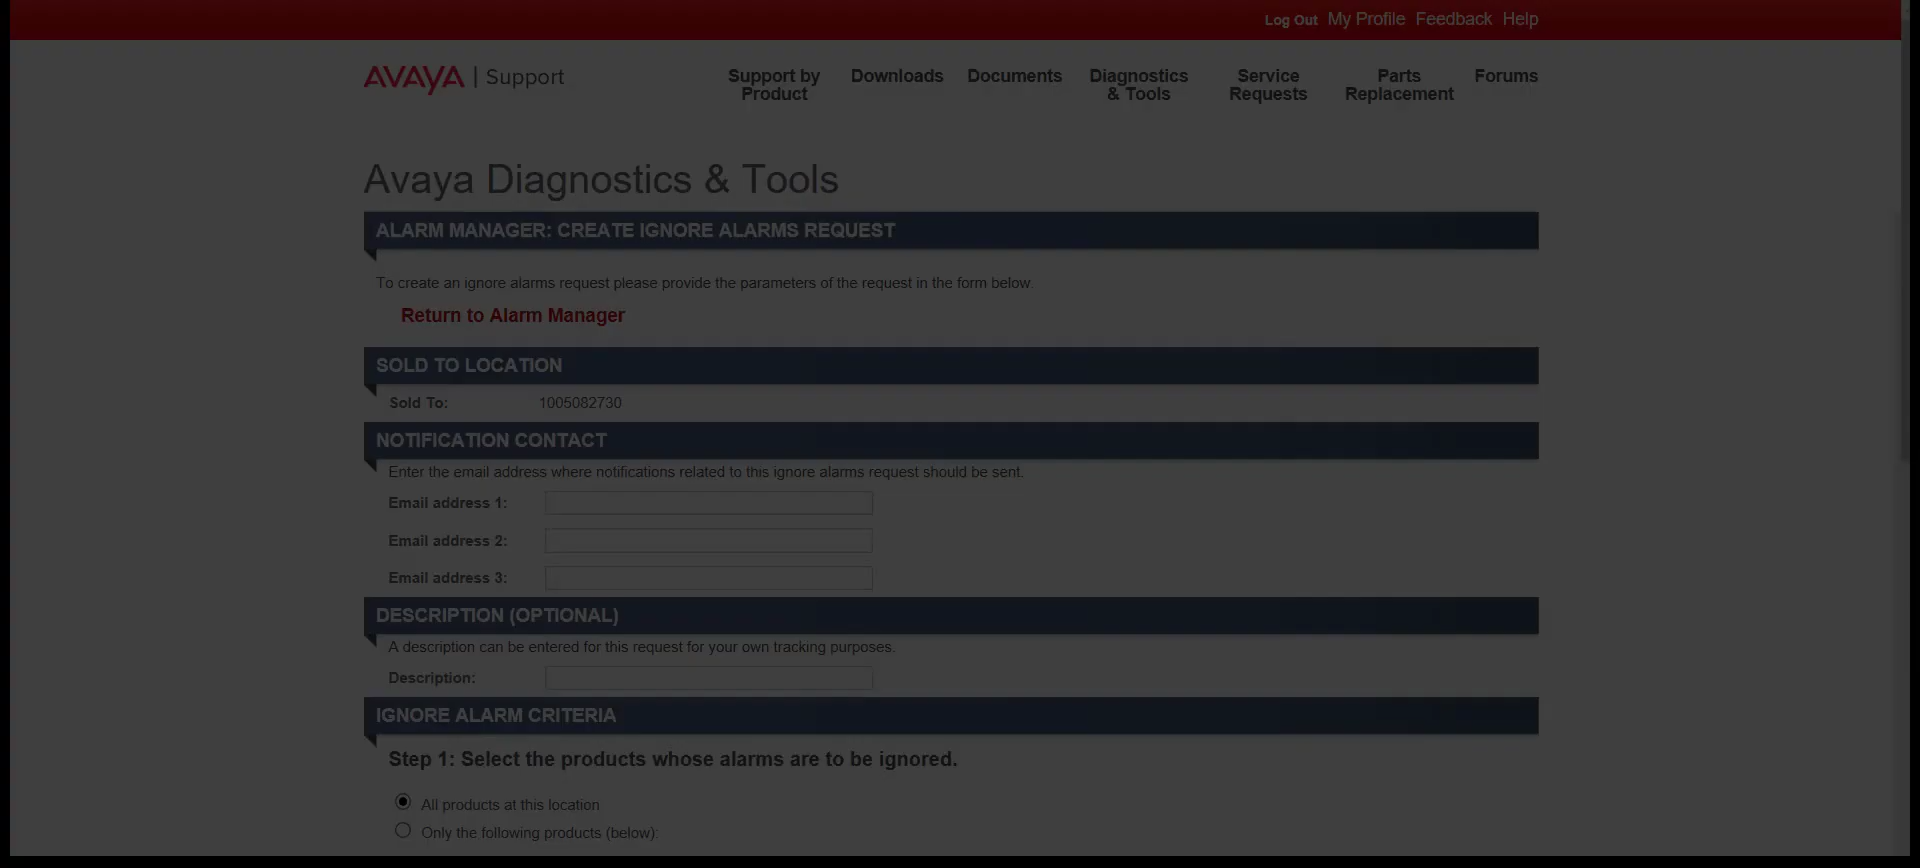 Log Out My Profile Feedback Help
AVAYA | Support
Support by Product
Downloads
Documents
Diagnostics & Tools
Service Requests
Parts Replacement
Forums
Avaya Diagnostics & Tools
ALARM MANAGER: CREATE IGNORE ALARMS REQUEST
To create an ignore alarms request please provide the parameters of the request in the form below.
Return to Alarm Manager
SOLD TO LOCATION
Sold To: 1005082730
NOTIFICATION CONTACT
Enter the email address where notifications related to this ignore alarms request should be sent.
Email address 1:
Email address 2:
Email address 3:
DESCRIPTION (OPTIONAL)
A description can be entered for this request for your own tracking purposes.
Description:
IGNORE ALARM CRITERIA
Step 1: Select the products whose alarms are to be ignored.
All products at this location
Only the following products (below):